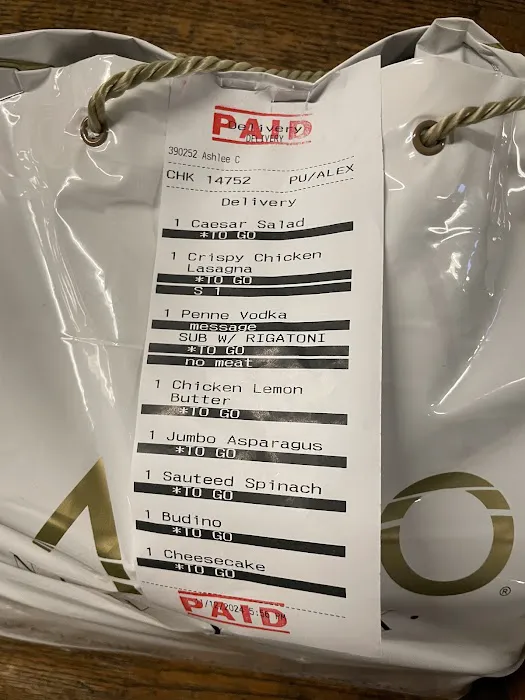 PAID
Delivery
DELIVERY
390252 Ashlee C
CHK 14752 PU/ALEX
Delivery
1 Caesar Salad
*TO GO
1 Crispy Chicken
Lasagna
*TO GO
S 1
1 Penne Vodka
message
SUB W/ RIGATONI
*TO GO
no meat
1 Chicken Lemon
Butter
*TO GO
1 Jumbo Asparagus
*TO GO
1 Sauteed Spinach
*TO GO
1 Budino
*TO GO
1 Cheesecake
*TO GO
PAID
®